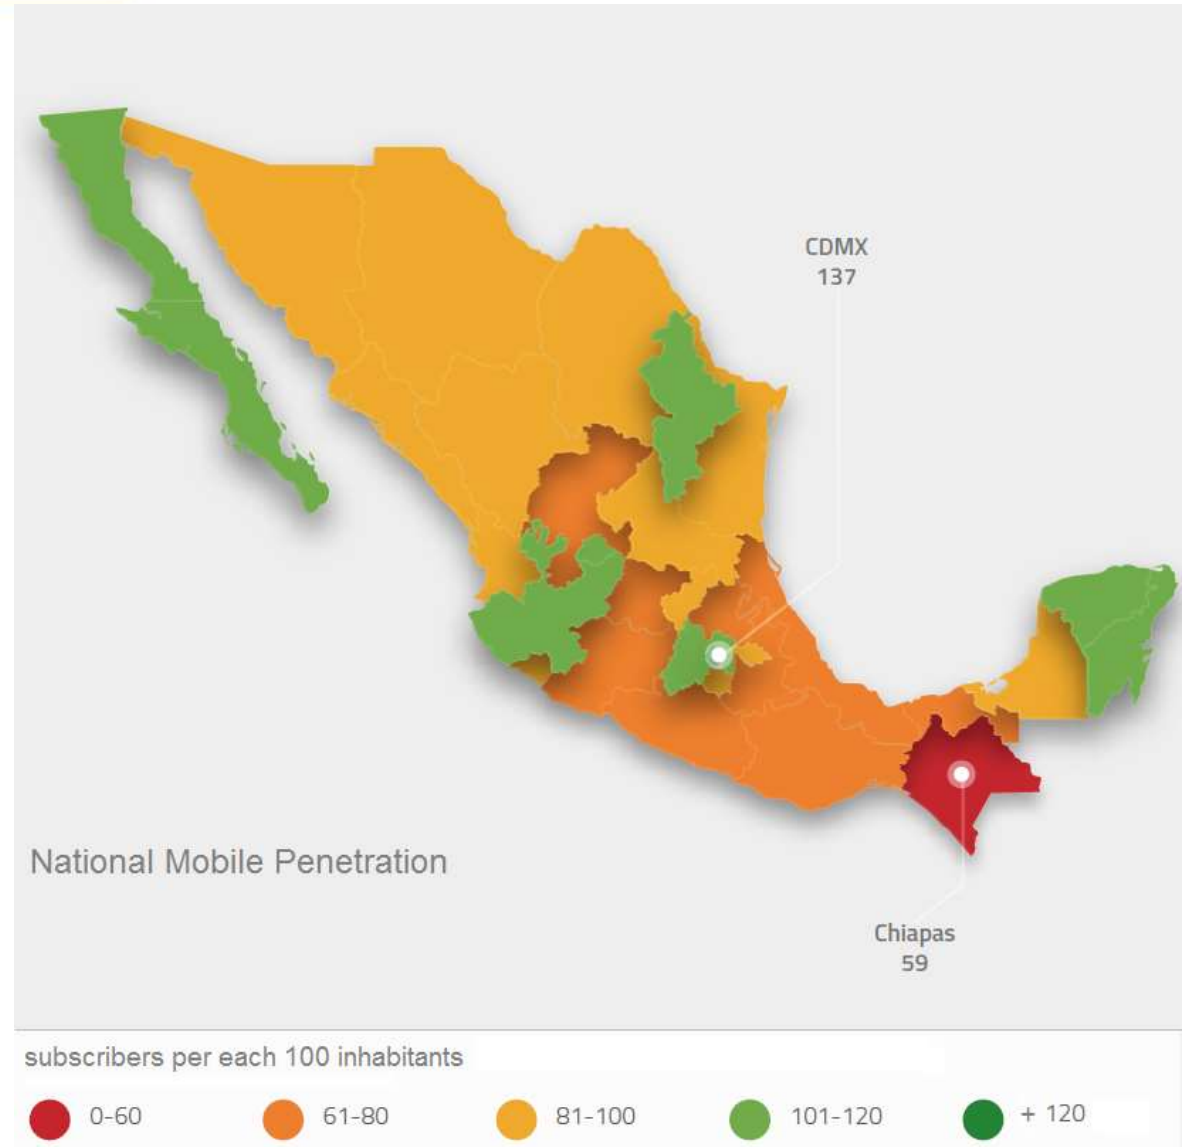 CDMX
137
National Mobile Penetration
Chiapas
59
subscribers per each 100 inhabitants
0-60
61-80
81-100
101-120
+ 120